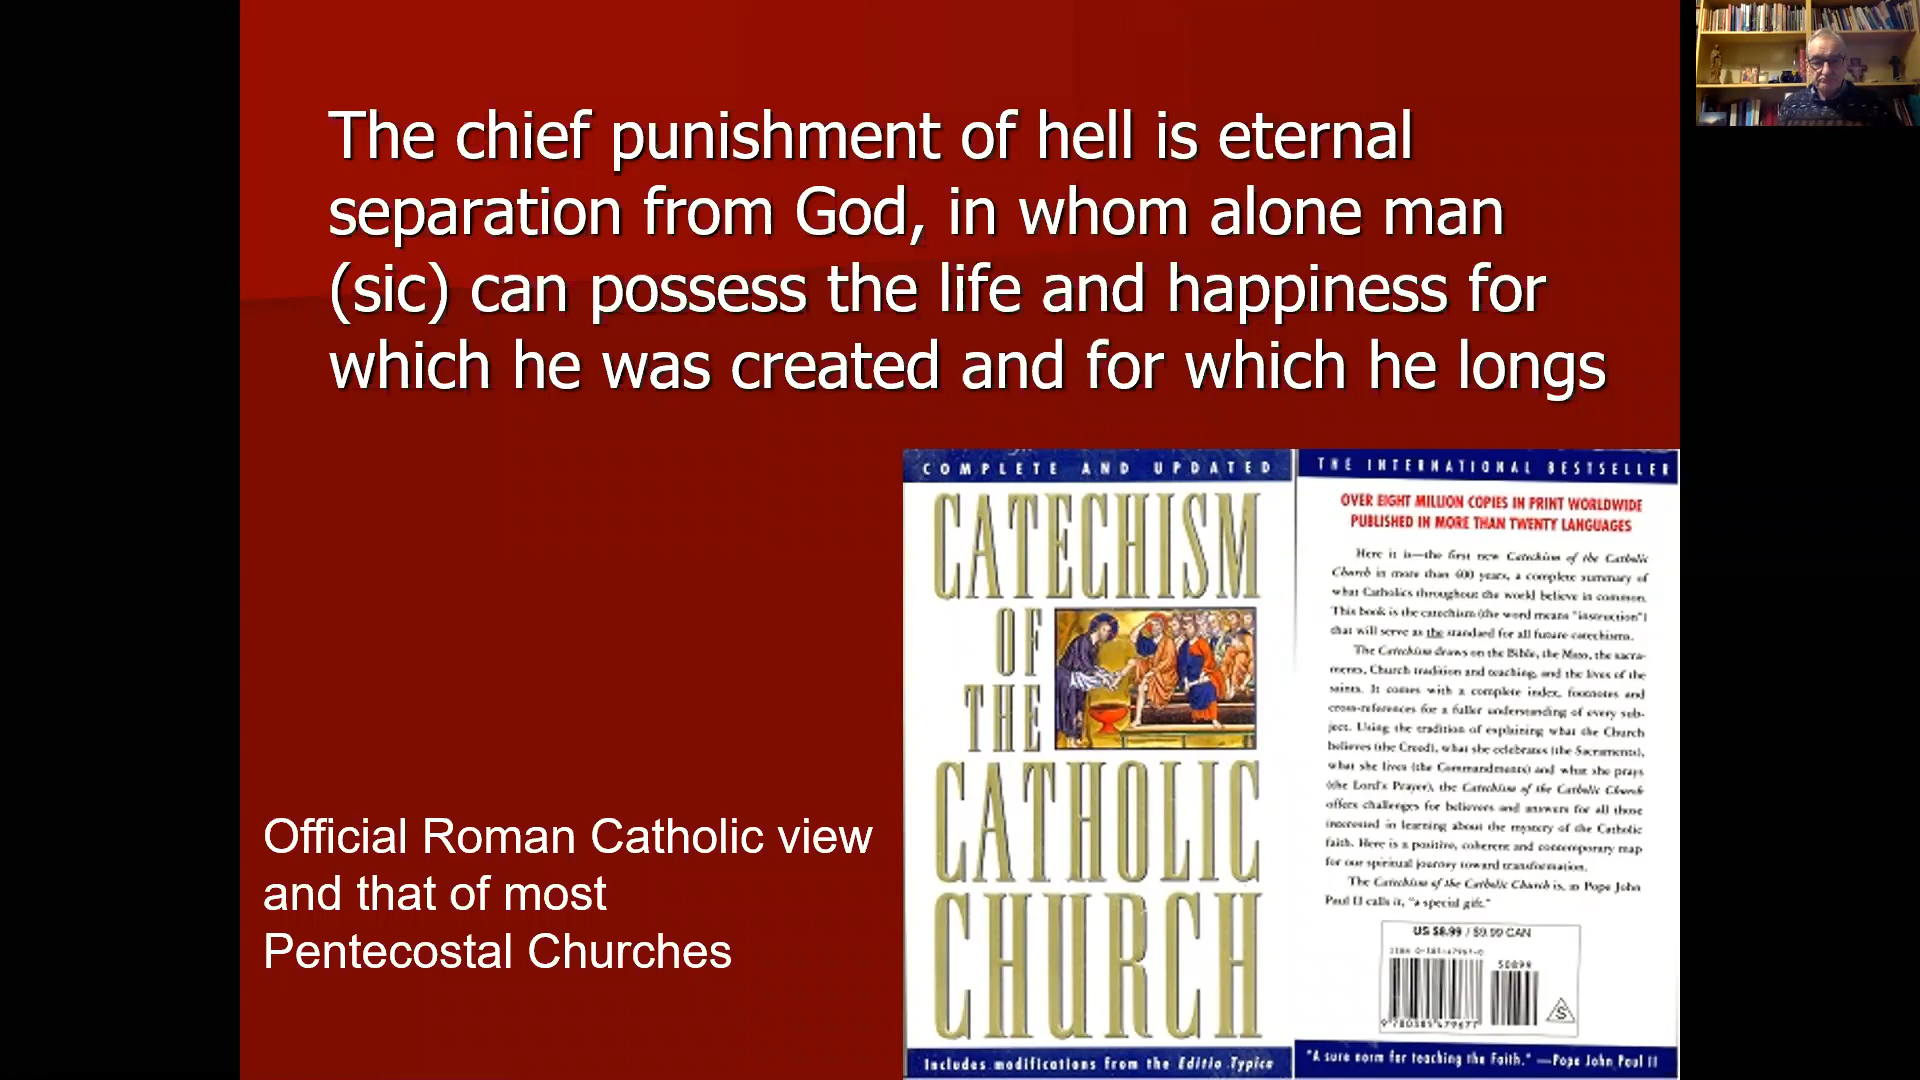 The chief punishment of hell is eternal
separation from God, in whom alone man
(sic) can possess the life and happiness for
which he was created and for which he longs
Official Roman Catholic view
and that of most
Pentecostal Churches
COMPLETE AND UPDATED
CATECHISM
OF
THE
CATHOLIC
CHURCH
Includes modifications from the Editio Typica
THE INTERNATIONAL BESTSELLER
OVER EIGHT MILLION COPIES IN PRINT WORLDWIDE
PUBLISHED IN MORE THAN TWENTY LANGUAGES
Here it is—the first new Catechism of the Catholic
Church in more than 400 years, a complete summary of
what Catholics throughout the world believe in common.
This book is the catechism (the word means "instruction")
that will serve as the standard for all future catechisms.
The Catechism draws on the Bible, the Mass, the sacra-
ments, Church tradition and teaching, and the lives of the
saints. It comes with a complete index, footnotes and
cross-references for a fuller understanding of every sub-
ject. Using the tradition of explaining what the Church
believes (the Creed), what she celebrates (the Sacraments),
what she lives (the Commandments) and what she prays
(the Lord's Prayer), the Catechism of the Catholic Church
offers challenges for believers and answers for all those
interested in learning about the mystery of the Catholic
faith. Here is a positive, coherent and contemporary map
for our spiritual journey toward transformation.
The Catechism of the Catholic Church is, as Pope John
Paul II calls it, "a special gift."
US $8.99 / $9.99 CAN
ISBN 0-385-47967-0
50899
9 780385 479677
S
"A sure norm for teaching the Faith." —Pope John Paul II